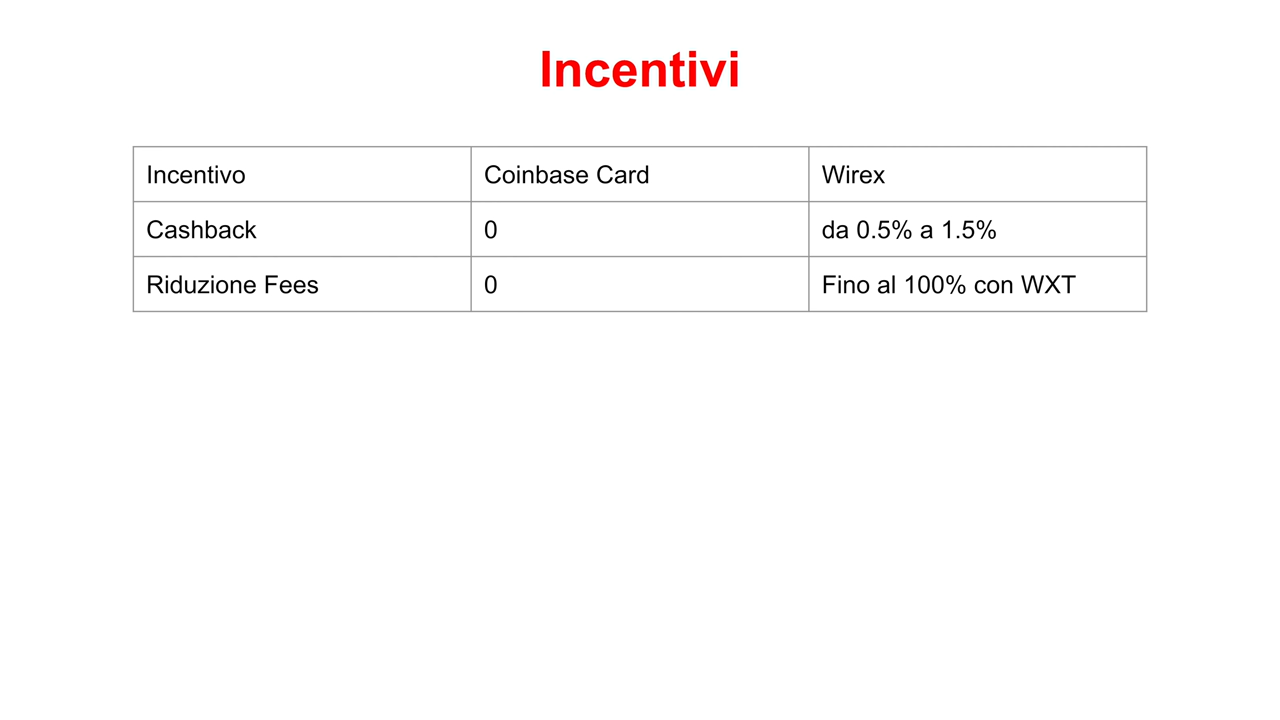 Incentivi
Incentivo Coinbase Card Wirex
Cashback 0 da 0.5% a 1.5%
Riduzione Fees 0 Fino al 100% con WXT